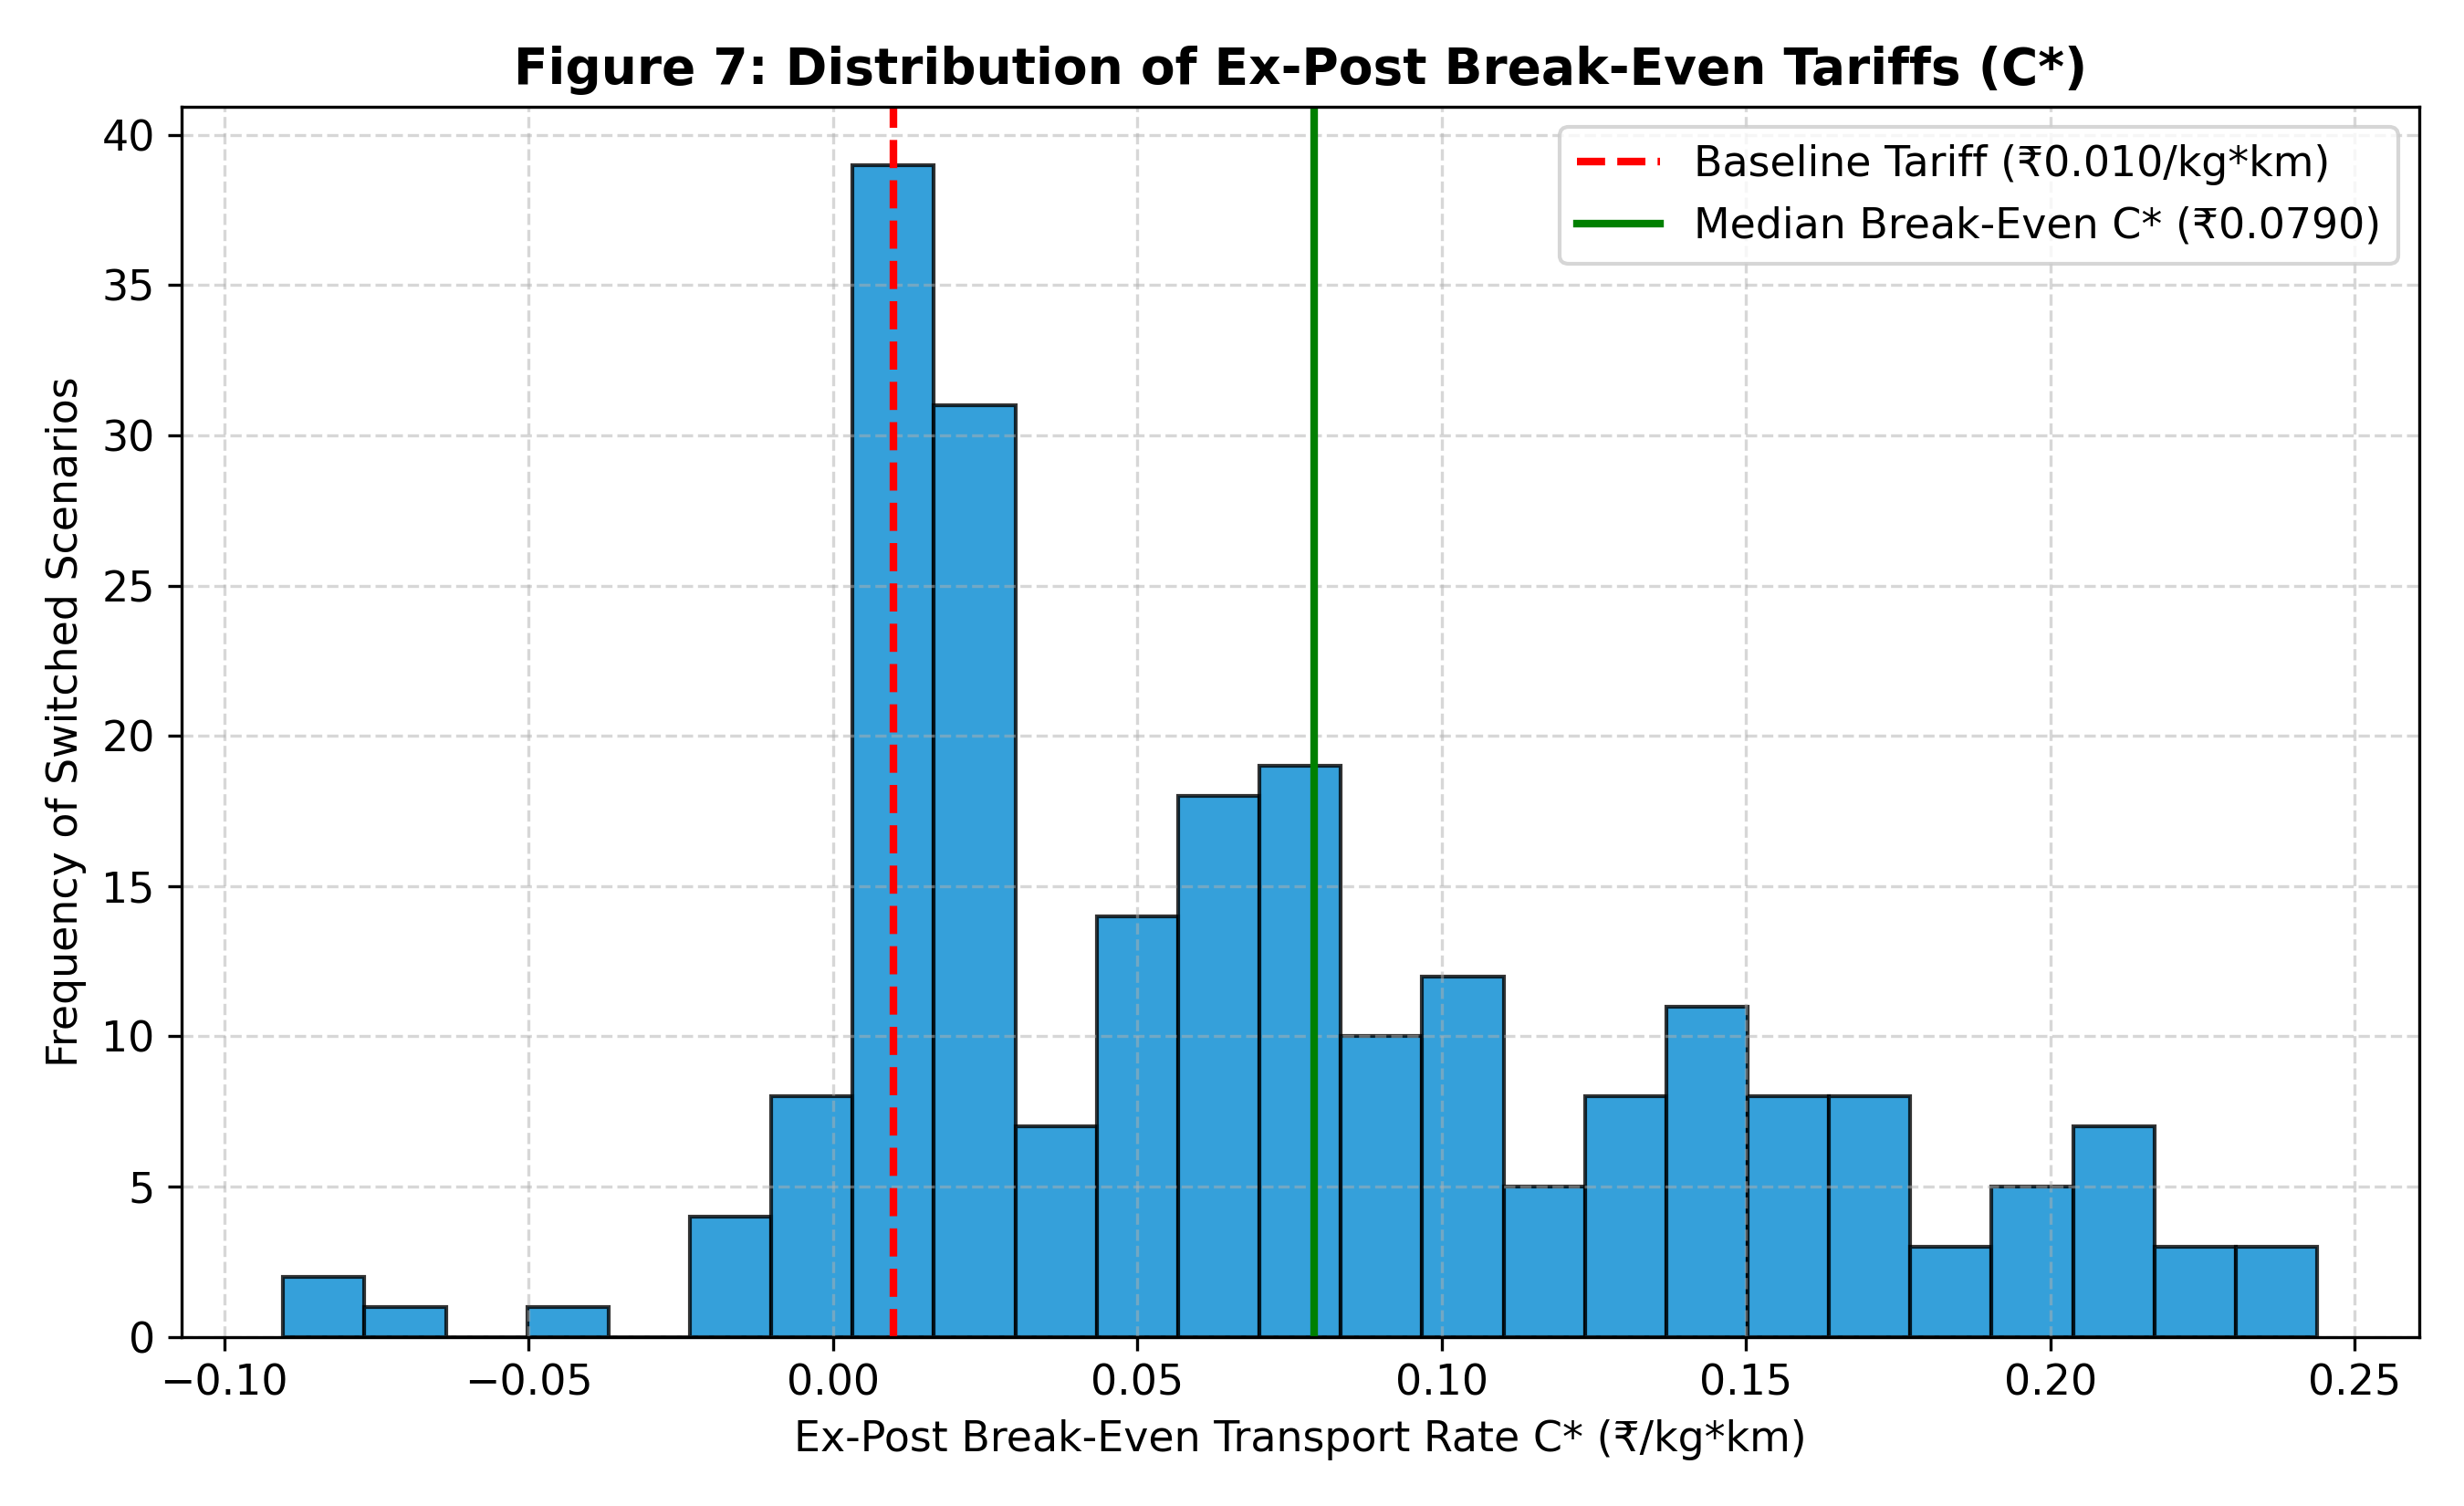 Figure 7: Distribution of Ex-Post Break-Even Tariffs (C*)
Baseline Tariff (₹0.010/kg*km)
Median Break-Even C* (₹0.0790)
Frequency of Switched Scenarios
40
35
30
25
20
15
10
5
0
−0.10 −0.05 0.00 0.05 0.10 0.15 0.20 0.25
Ex-Post Break-Even Transport Rate C* (₹/kg*km)